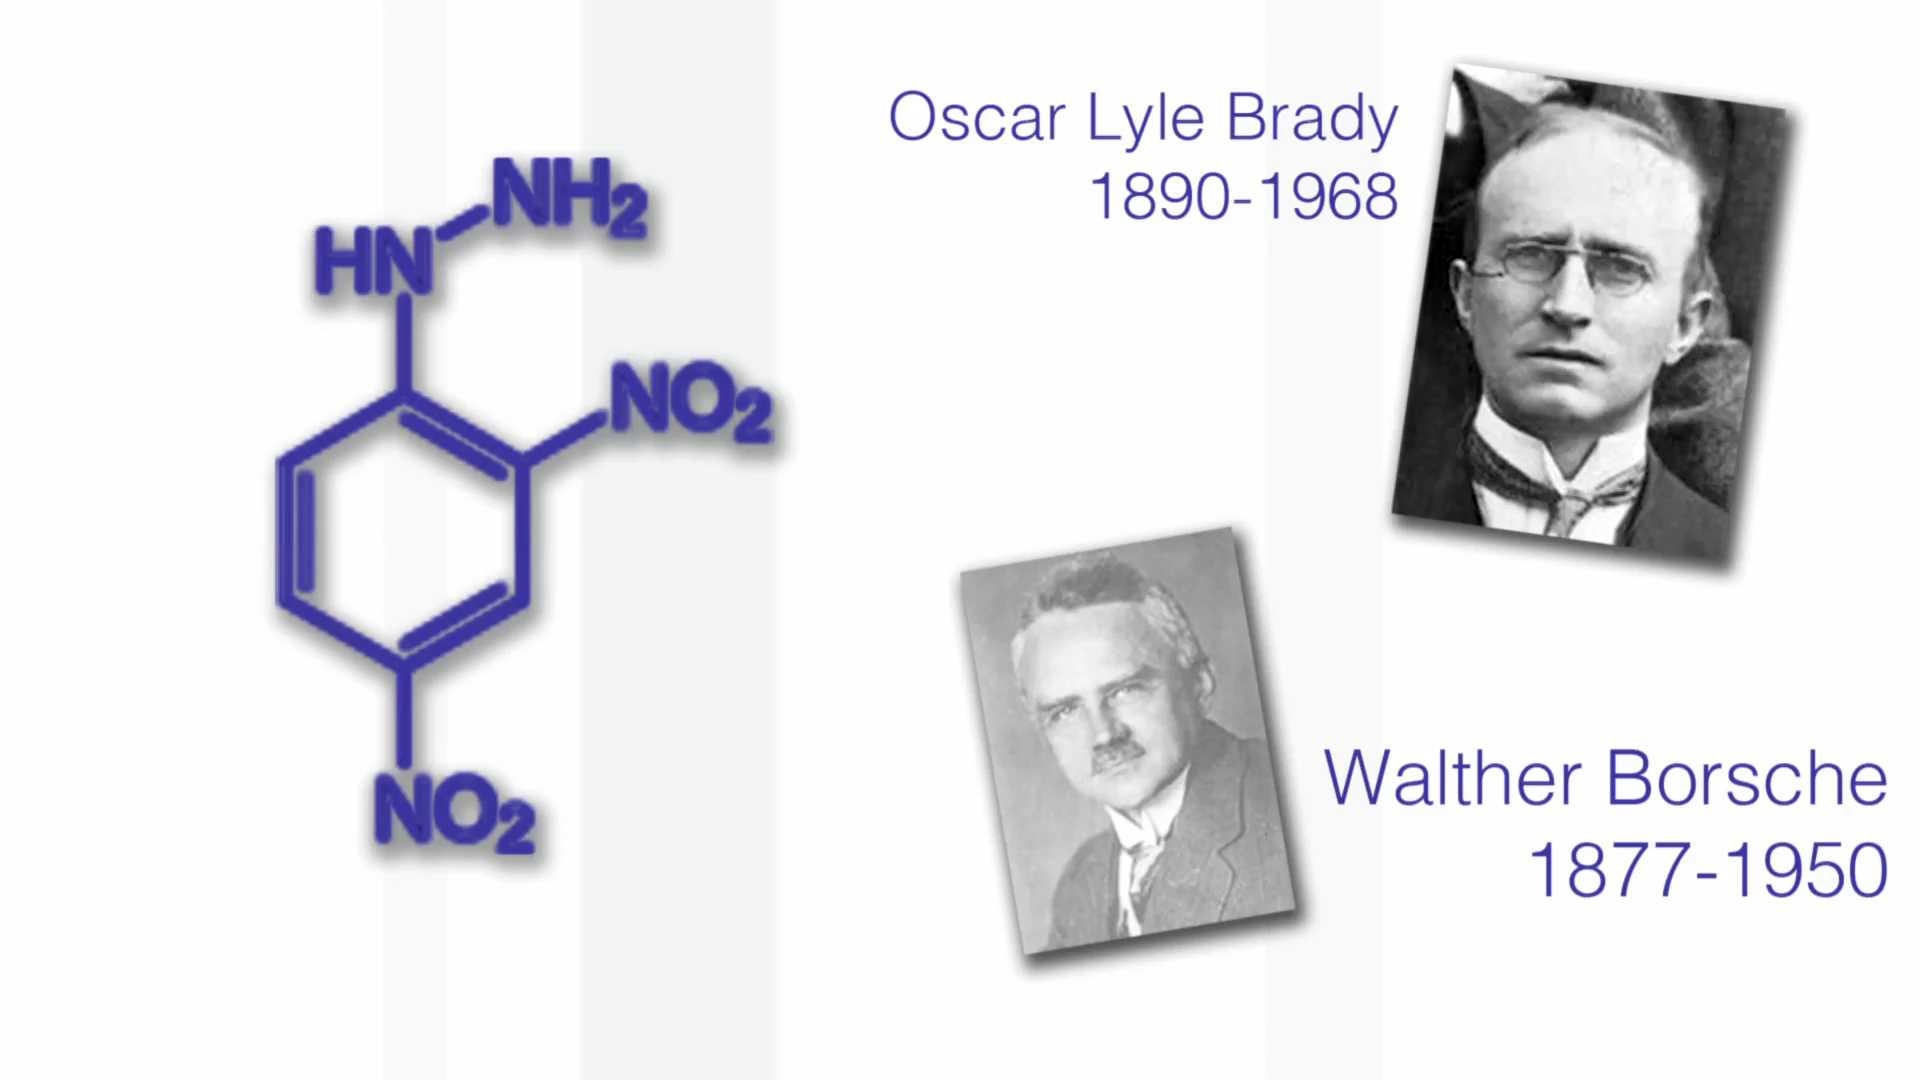 Oscar Lyle Brady
1890-1968
NH2
HN
NO2
NO2
Walther Borsche
1877-1950